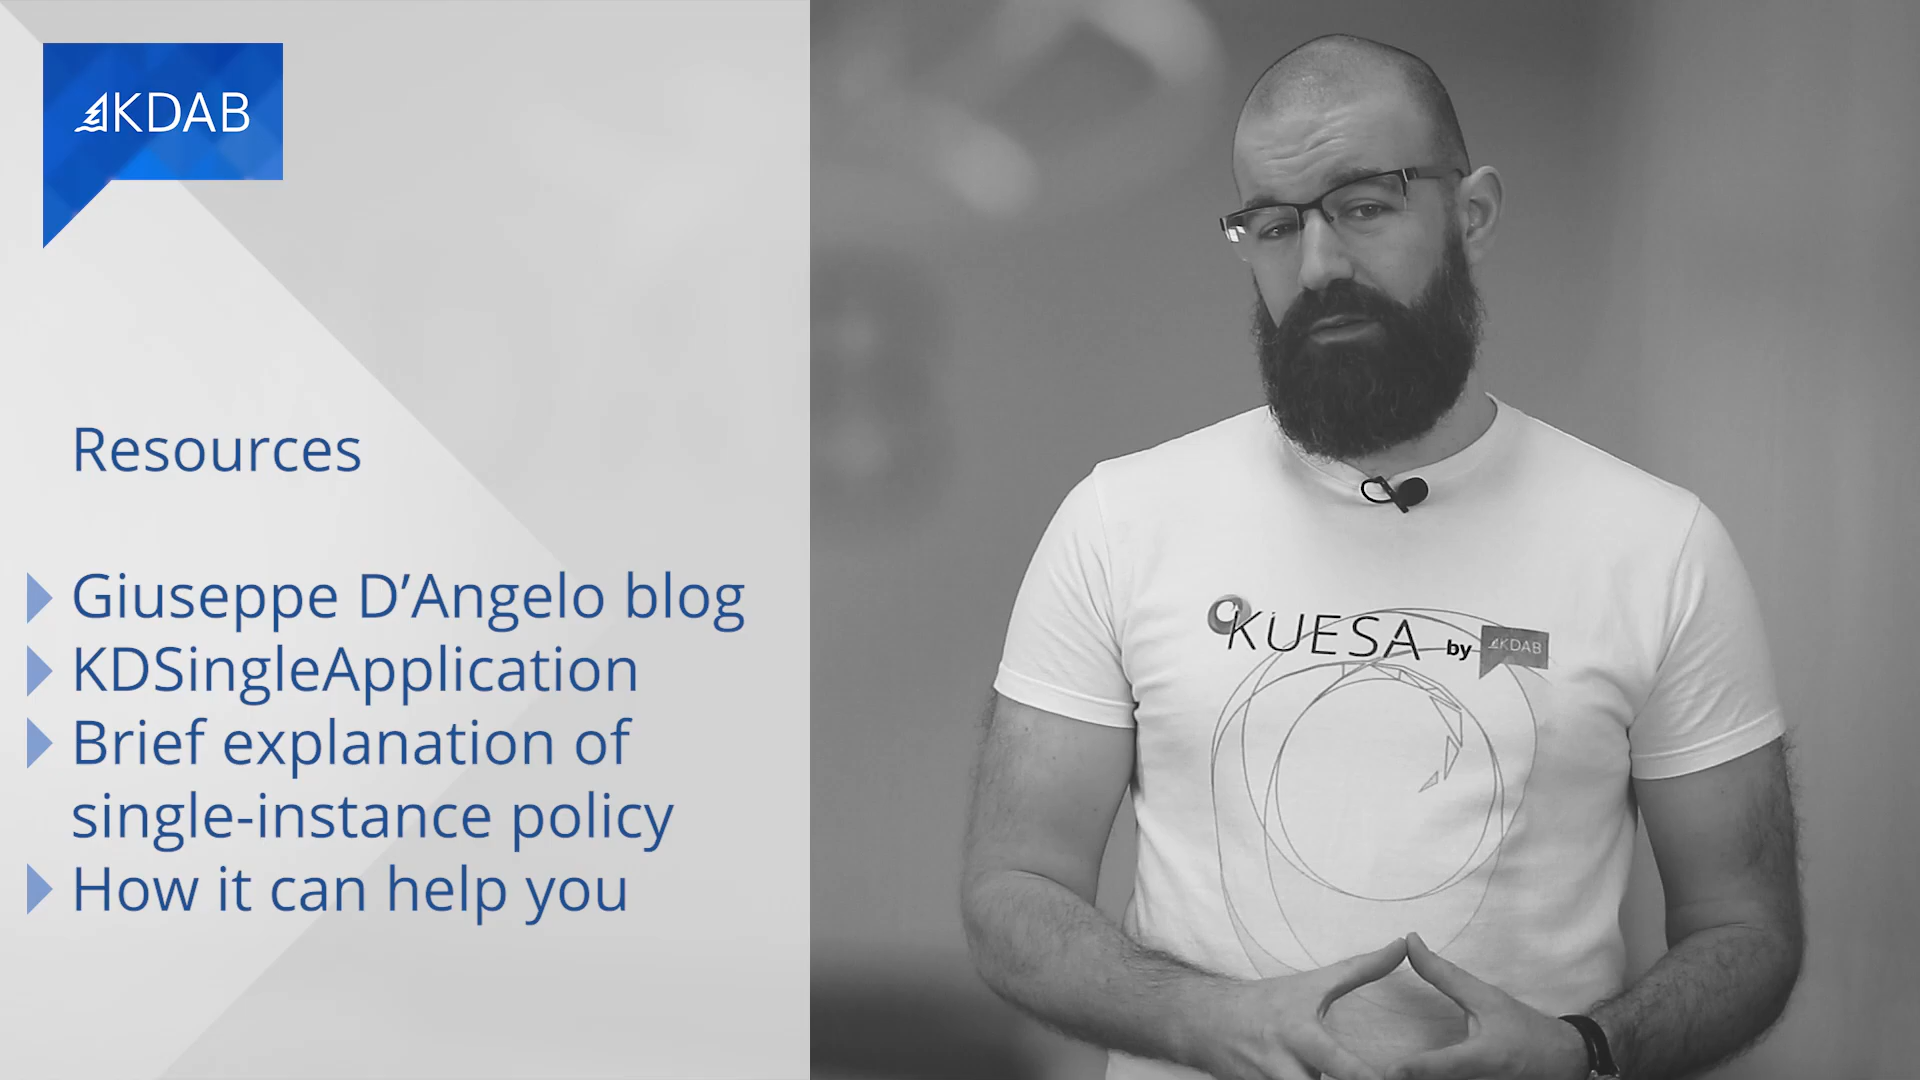 KDAB
Resources
Giuseppe D’Angelo blog
KDSingleApplication
Brief explanation of
single-instance policy
How it can help you
KUESA by KDAB